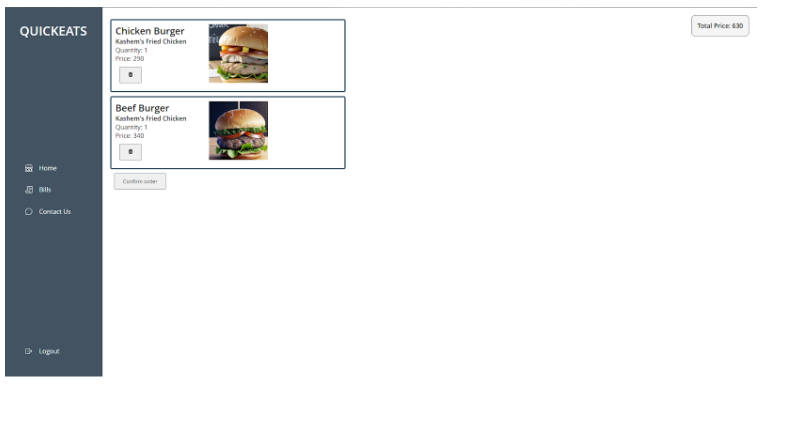 QUICKEATS
Home
Bills
Contact Us
Logout
Chicken Burger
Kashem's Fried Chicken
Quantity: 1
Price: 290
Beef Burger
Kashem's Fried Chicken
Quantity: 1
Price: 340
Confirm order
Total Price: 630